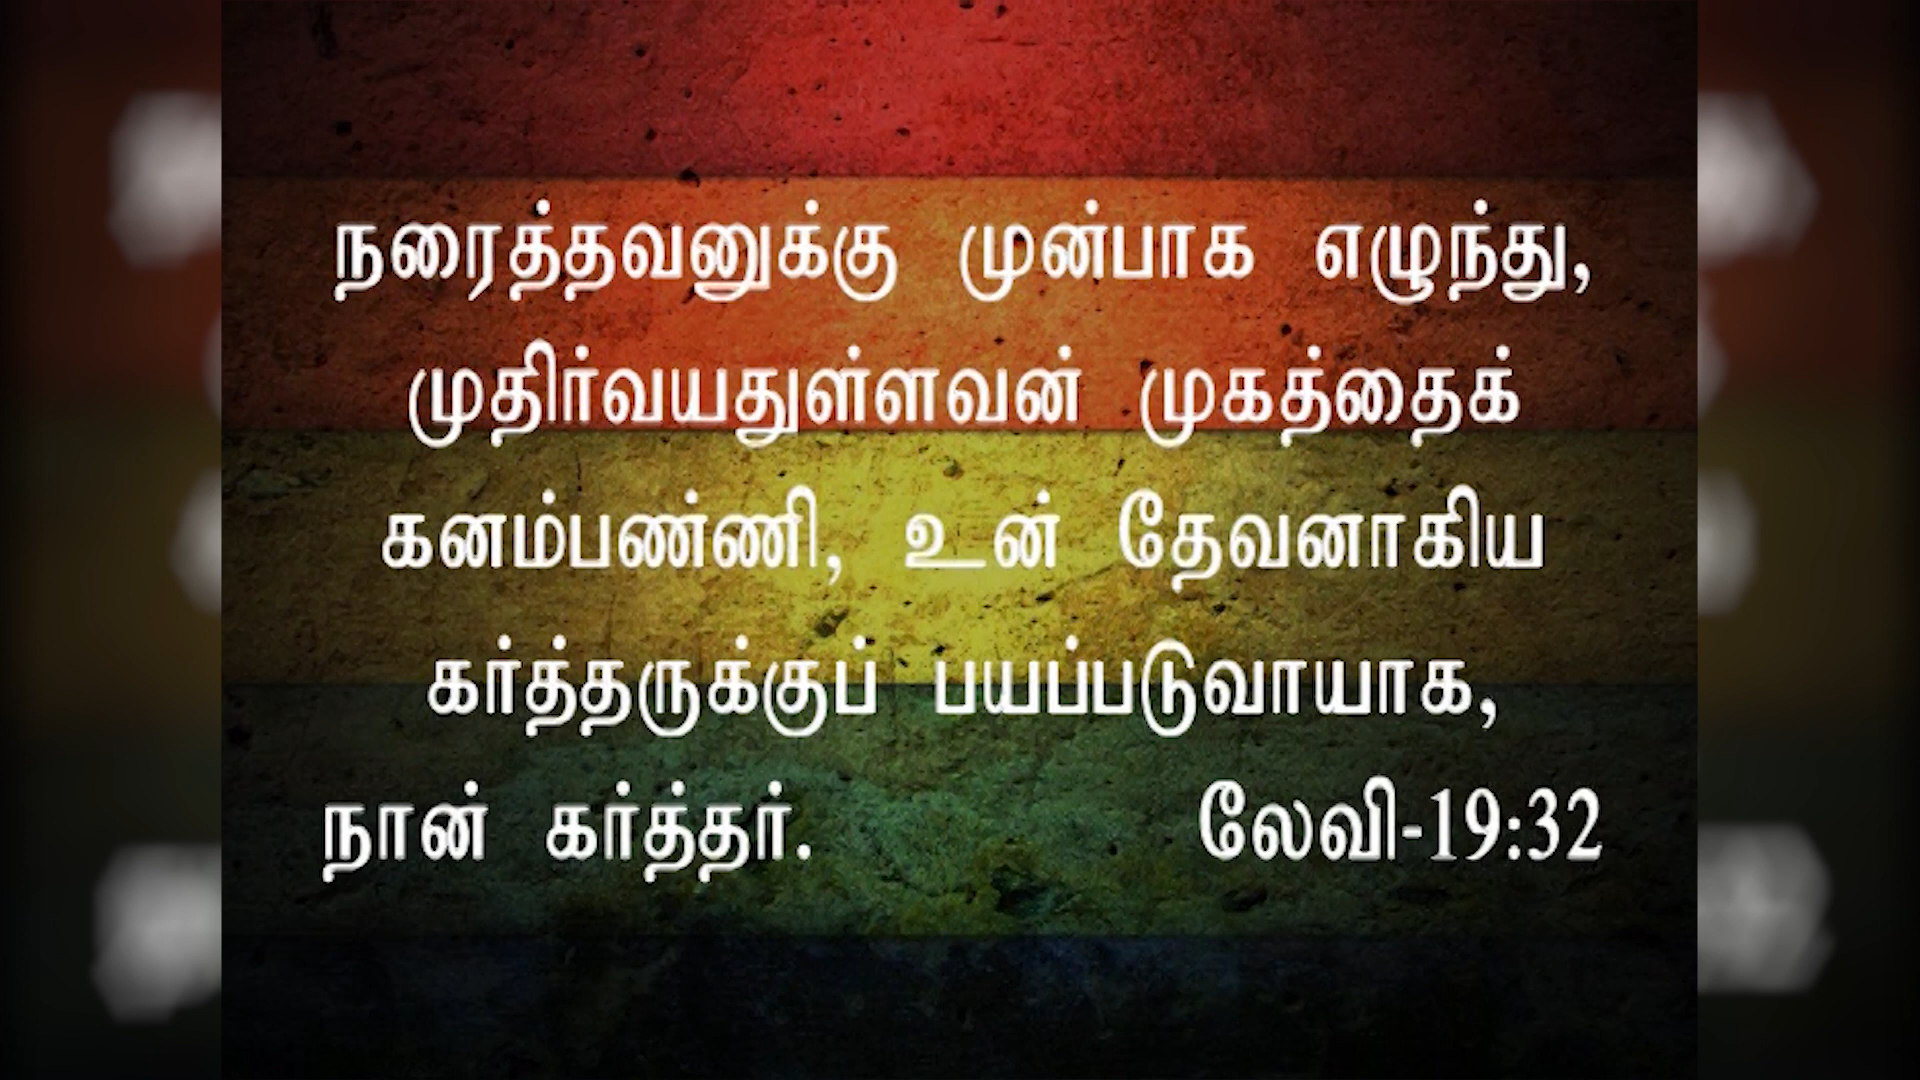 நரைத்தவனுக்கு முன்பாக எழுந்து,
முதிர்வயதுள்ளவன் முகத்தைக்
கனம்பண்ணி, உன் தேவனாகிய
கர்த்தருக்குப் பயப்படுவாயாக,
நான் கர்த்தர். லேவி-19:32